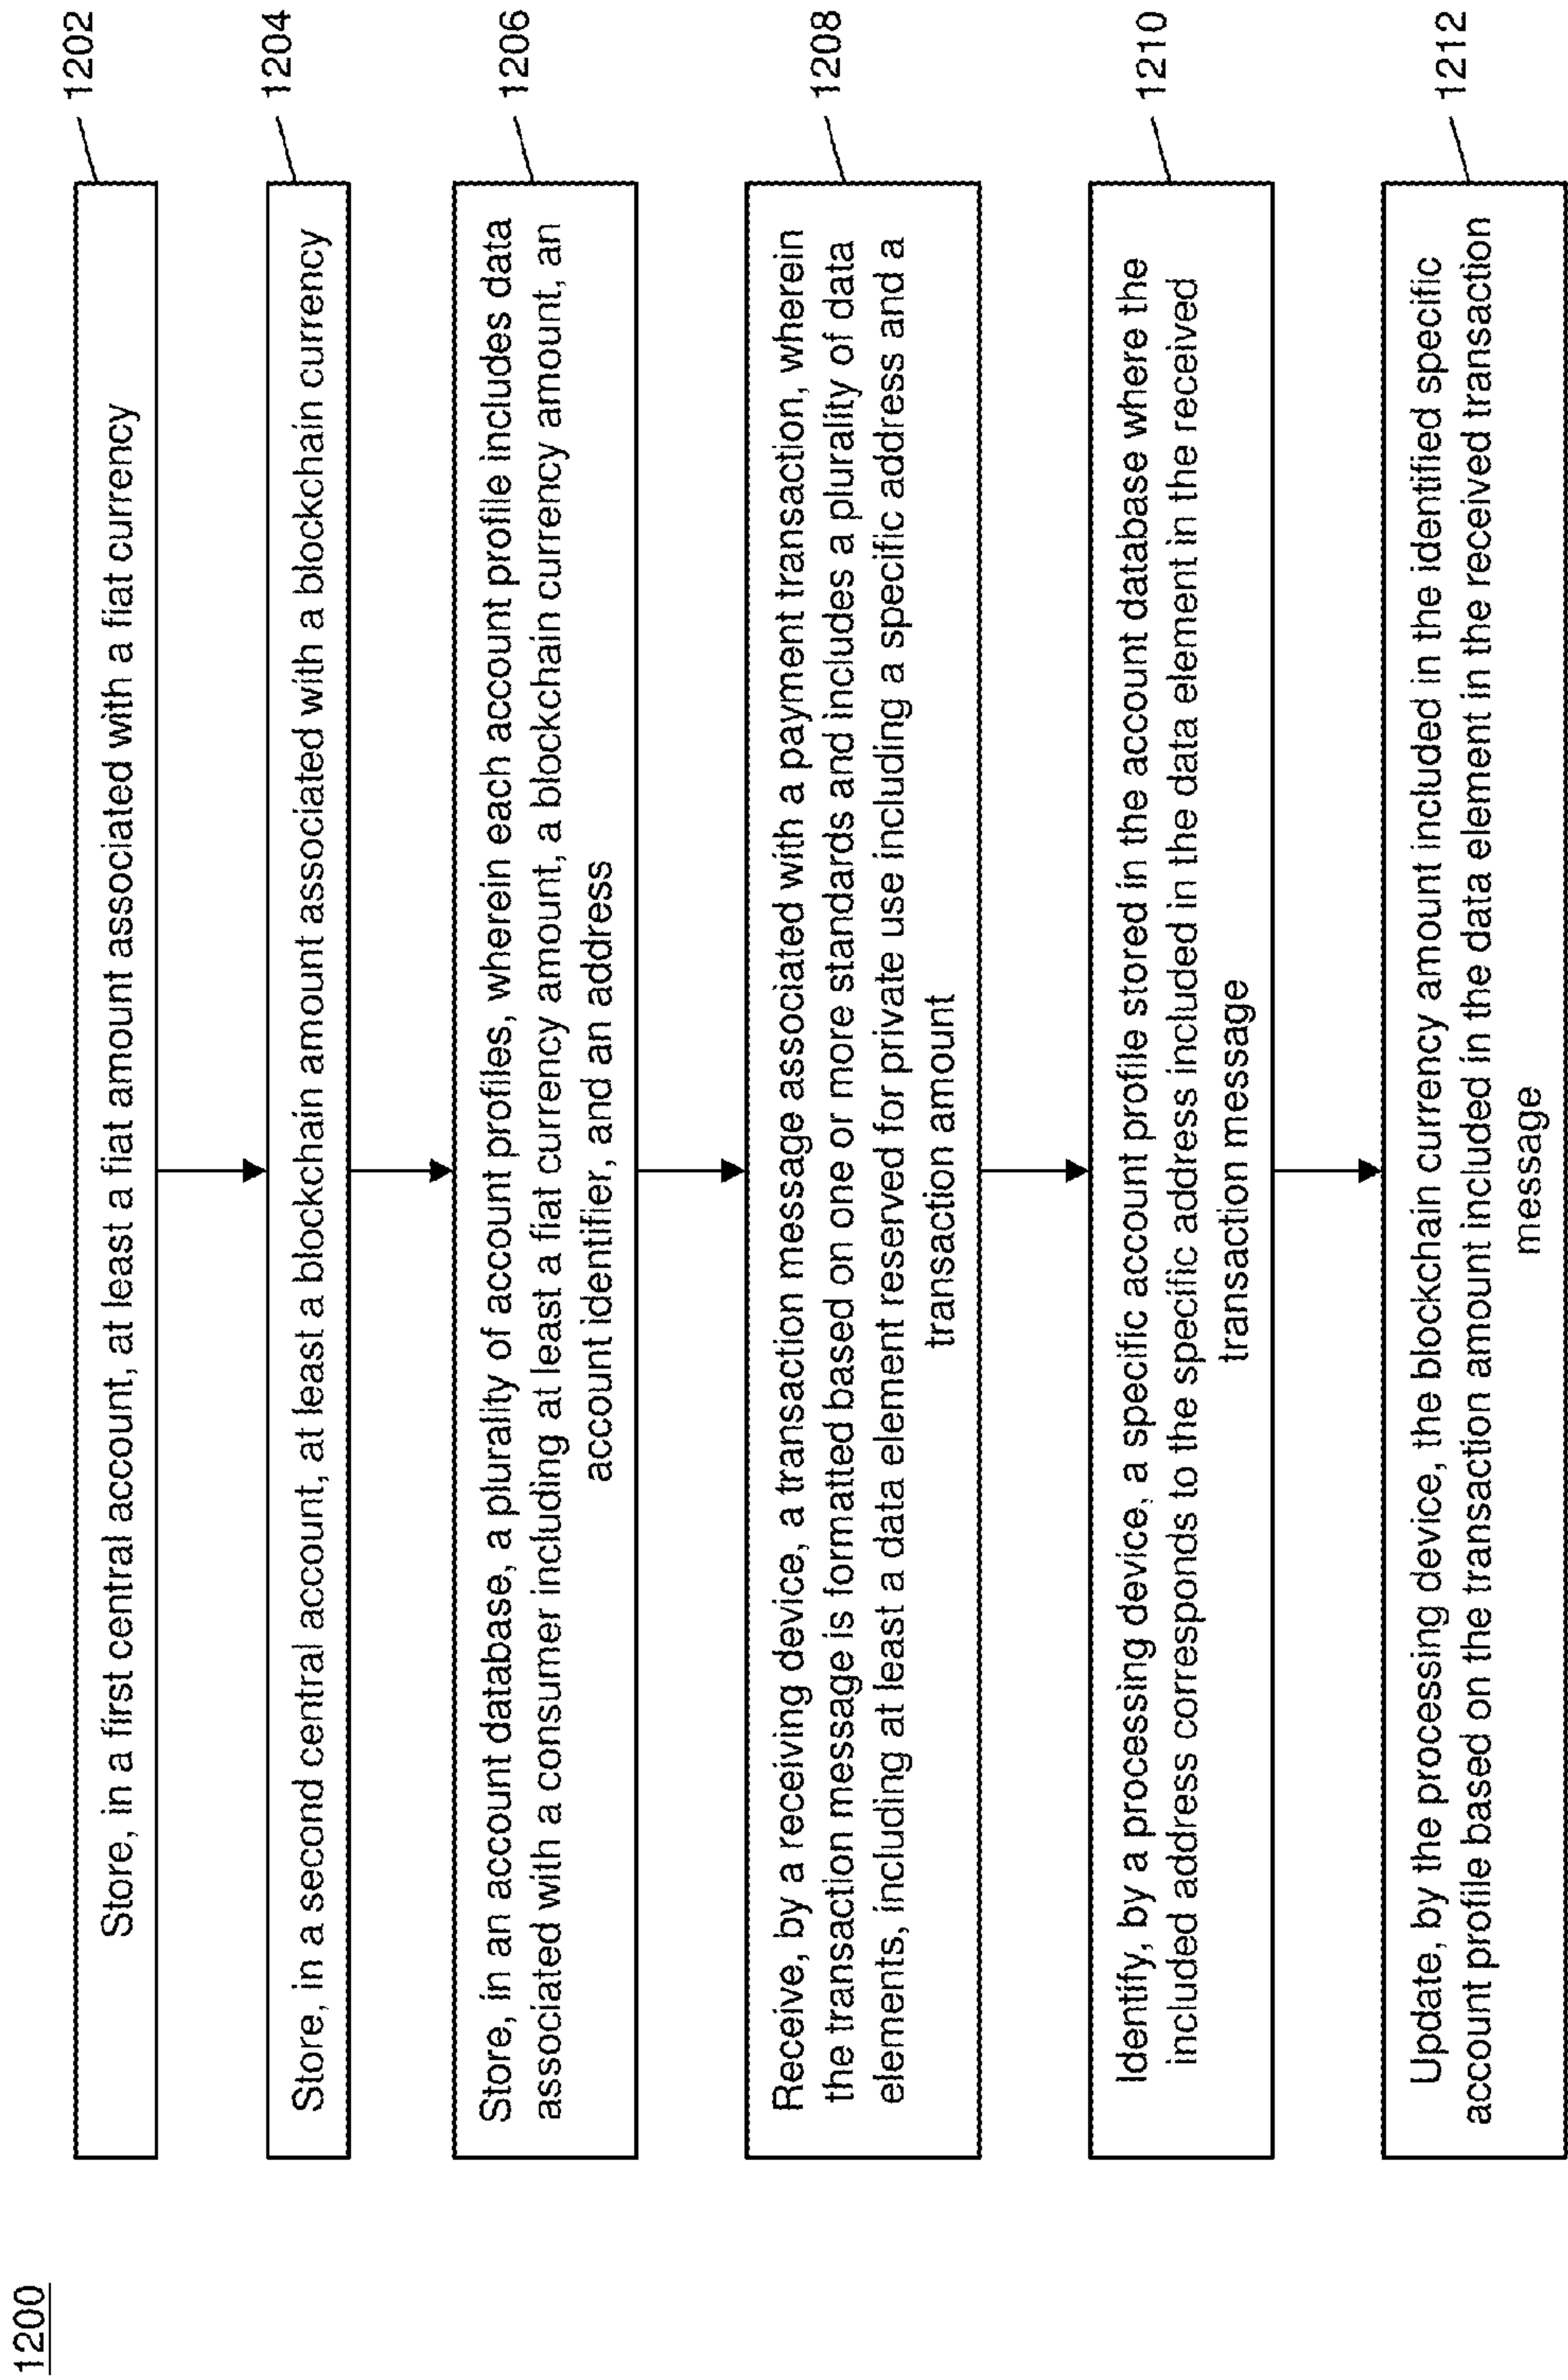 1200
Store, in a first central account, at least a fiat amount associated with a fiat currency
1202
Store, in a second central account, at least a blockchain amount associated with a blockchain currency
1204
Store, in an account database, a plurality of account profiles, wherein each account profile includes data
associated with a consumer including at least a fiat currency amount, a blockchain currency amount, an
account identifier, and an address
1206
Receive, by a receiving device, a transaction message associated with a payment transaction, wherein
the transaction message is formatted based on one or more standards and includes a plurality of data
elements, including at least a data element reserved for private use including a specific address and a
transaction amount
1208
Identify, by a processing device, a specific account profile stored in the account database where the
included address corresponds to the specific address included in the data element in the received
transaction message
1210
Update, by the processing device, the blockchain currency amount included in the identified specific
account profile based on the transaction amount included in the data element in the received transaction
message
1212